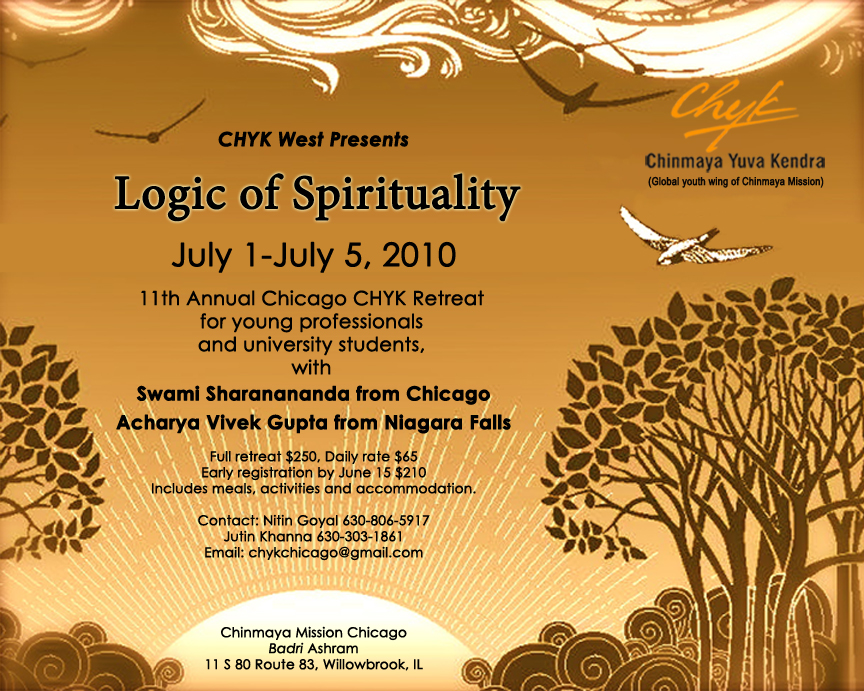 CHYK West Presents
Logic of Spirituality
July 1-July 5, 2010
11th Annual Chicago CHYK Retreat
for young professionals
and university students,
with
Swami Sharanananda from Chicago
Acharya Vivek Gupta from Niagara Falls
Full retreat $250, Daily rate $65
Early registration by June 15 $210
Includes meals, activities and accommodation.
Contact: Nitin Goyal 630-806-5917
Jutin Khanna 630-303-1861
Email: chykchicago@gmail.com
Chinmaya Mission Chicago
Badri Ashram
11 S 80 Route 83, Willowbrook, IL
Chyk
Chinmaya Yuva Kendra
(Global youth wing of Chinmaya Mission)